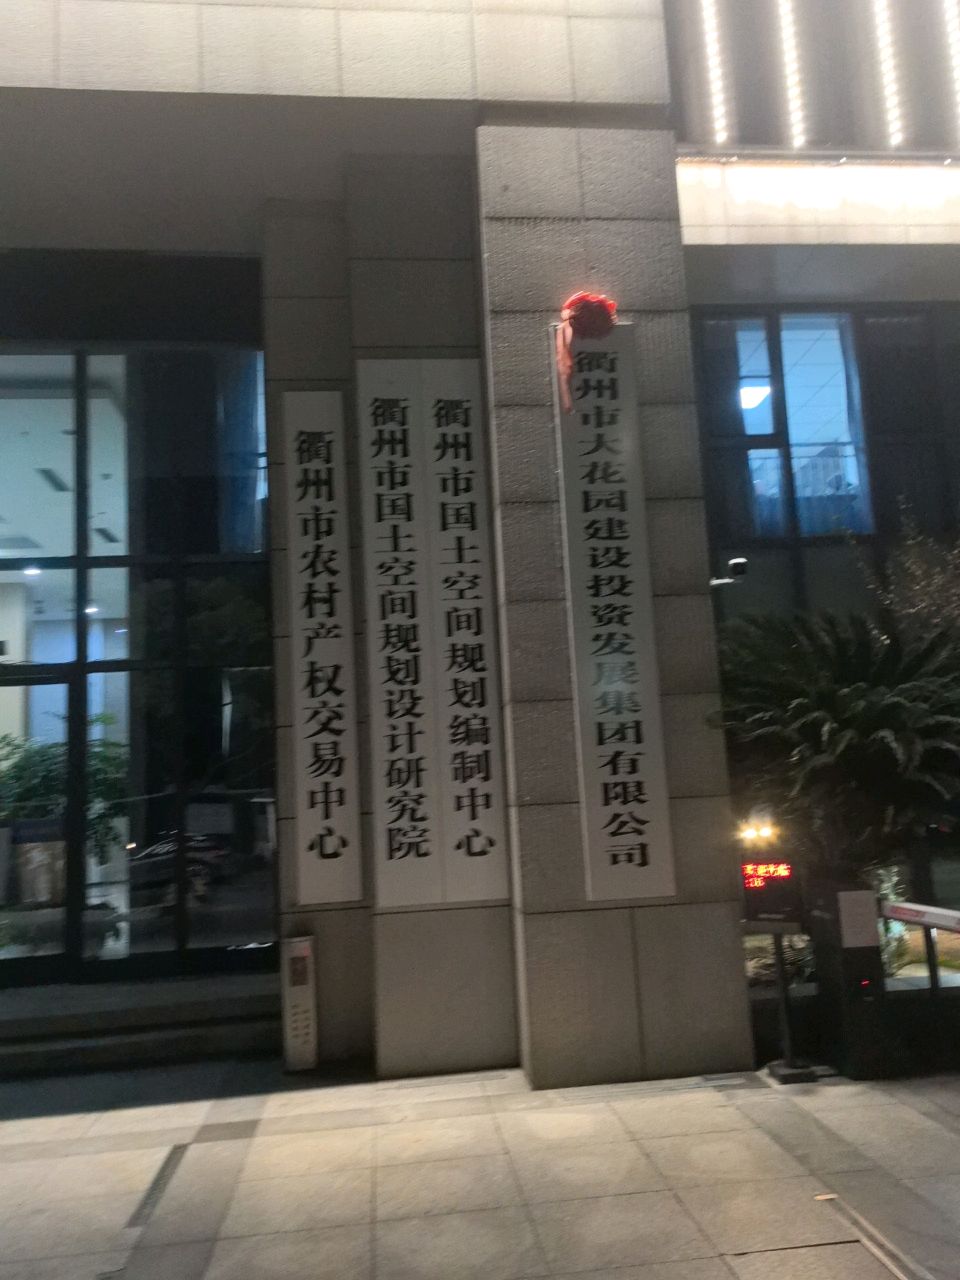 衢州市农村产权交易中心
衢州市国土空间规划设计研究院
衢州市国土空间规划编制中心
衢州市大花园建设投资发展集团有限公司